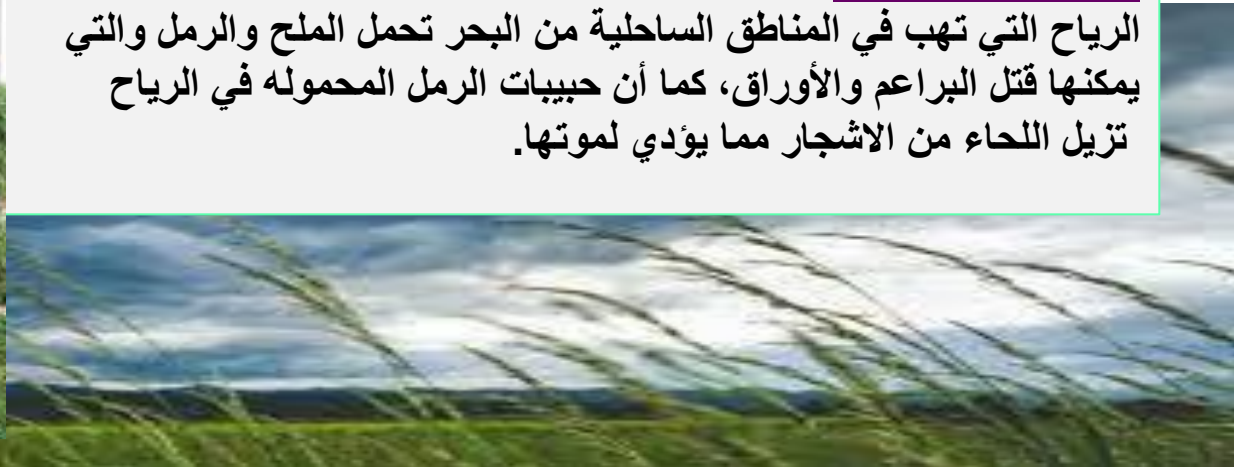 الرياح التي تهب في المناطق الساحلية من البحر تحمل الملح والرمل والتي
يمكنها قتل البراعم والأوراق، كما أن حبيبات الرمل المحموله في الرياح
تزيل اللحاء من الاشجار مما يؤدي لموتها.